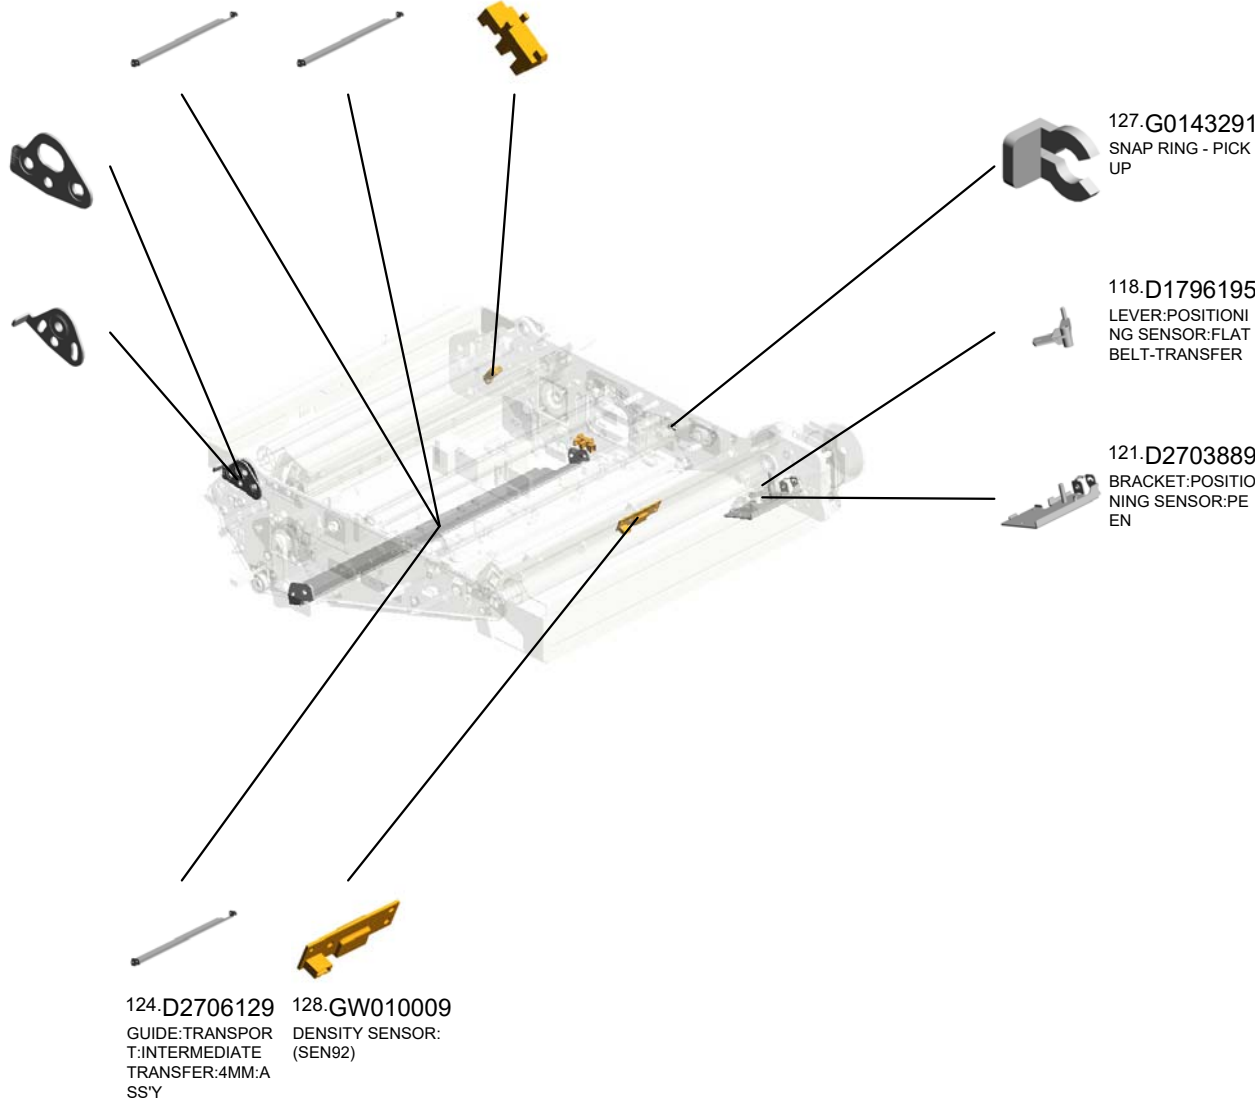 127.G0143291
SNAP RING - PICK
UP
118.D1796195
LEVER:POSITIONI
NG SENSOR:FLAT
BELT-TRANSFER
121.D2703889
BRACKET:POSITIO
NING SENSOR:PE
EN
124.D2706129
GUIDE:TRANSPOR
T:INTERMEDIATE
TRANSFER:4MM:A
SS'Y
128.GW010009
DENSITY SENSOR:
(SEN92)